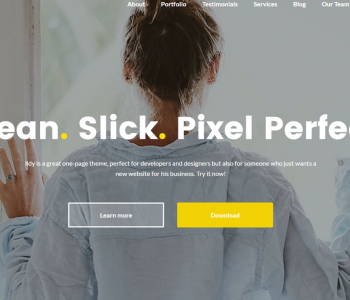 About Portfolio Testimonials Services Blog Our Team
ean. Slick. Pixel Perfe
Ildy is a great one-page theme, perfect for developers and designers but also for someone who just wants a
new website for his business. Try it now!
Learn more Download